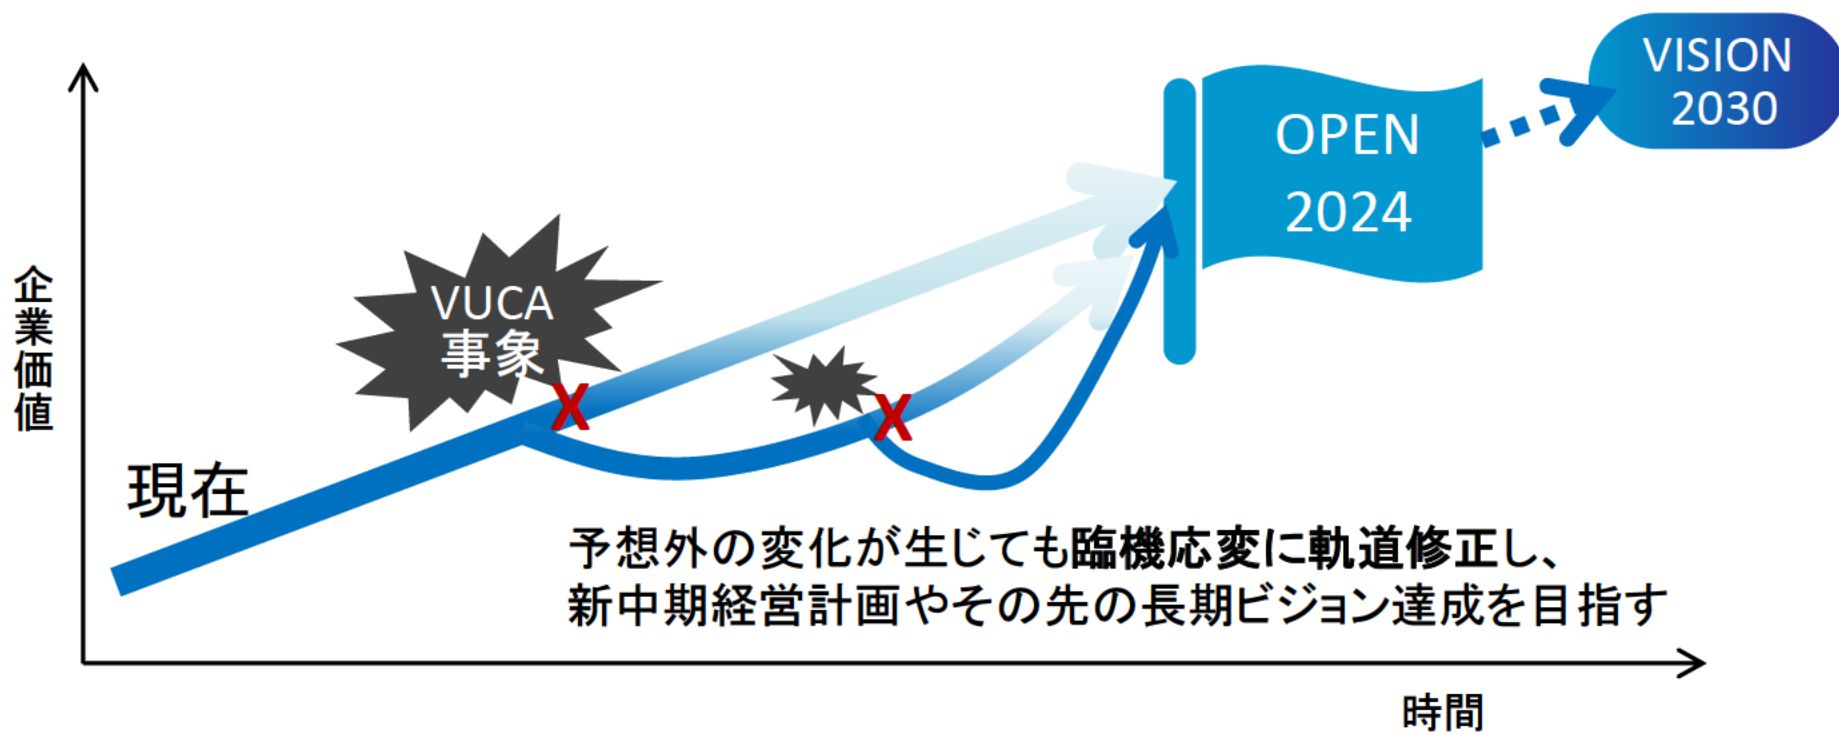 VISION
2030
OPEN
2024
VUCA
事象
X
X
企業価値
現在
予想外の変化が生じても臨機応変に軌道修正し、
新中期経営計画やその先の長期ビジョン達成を目指す
時間